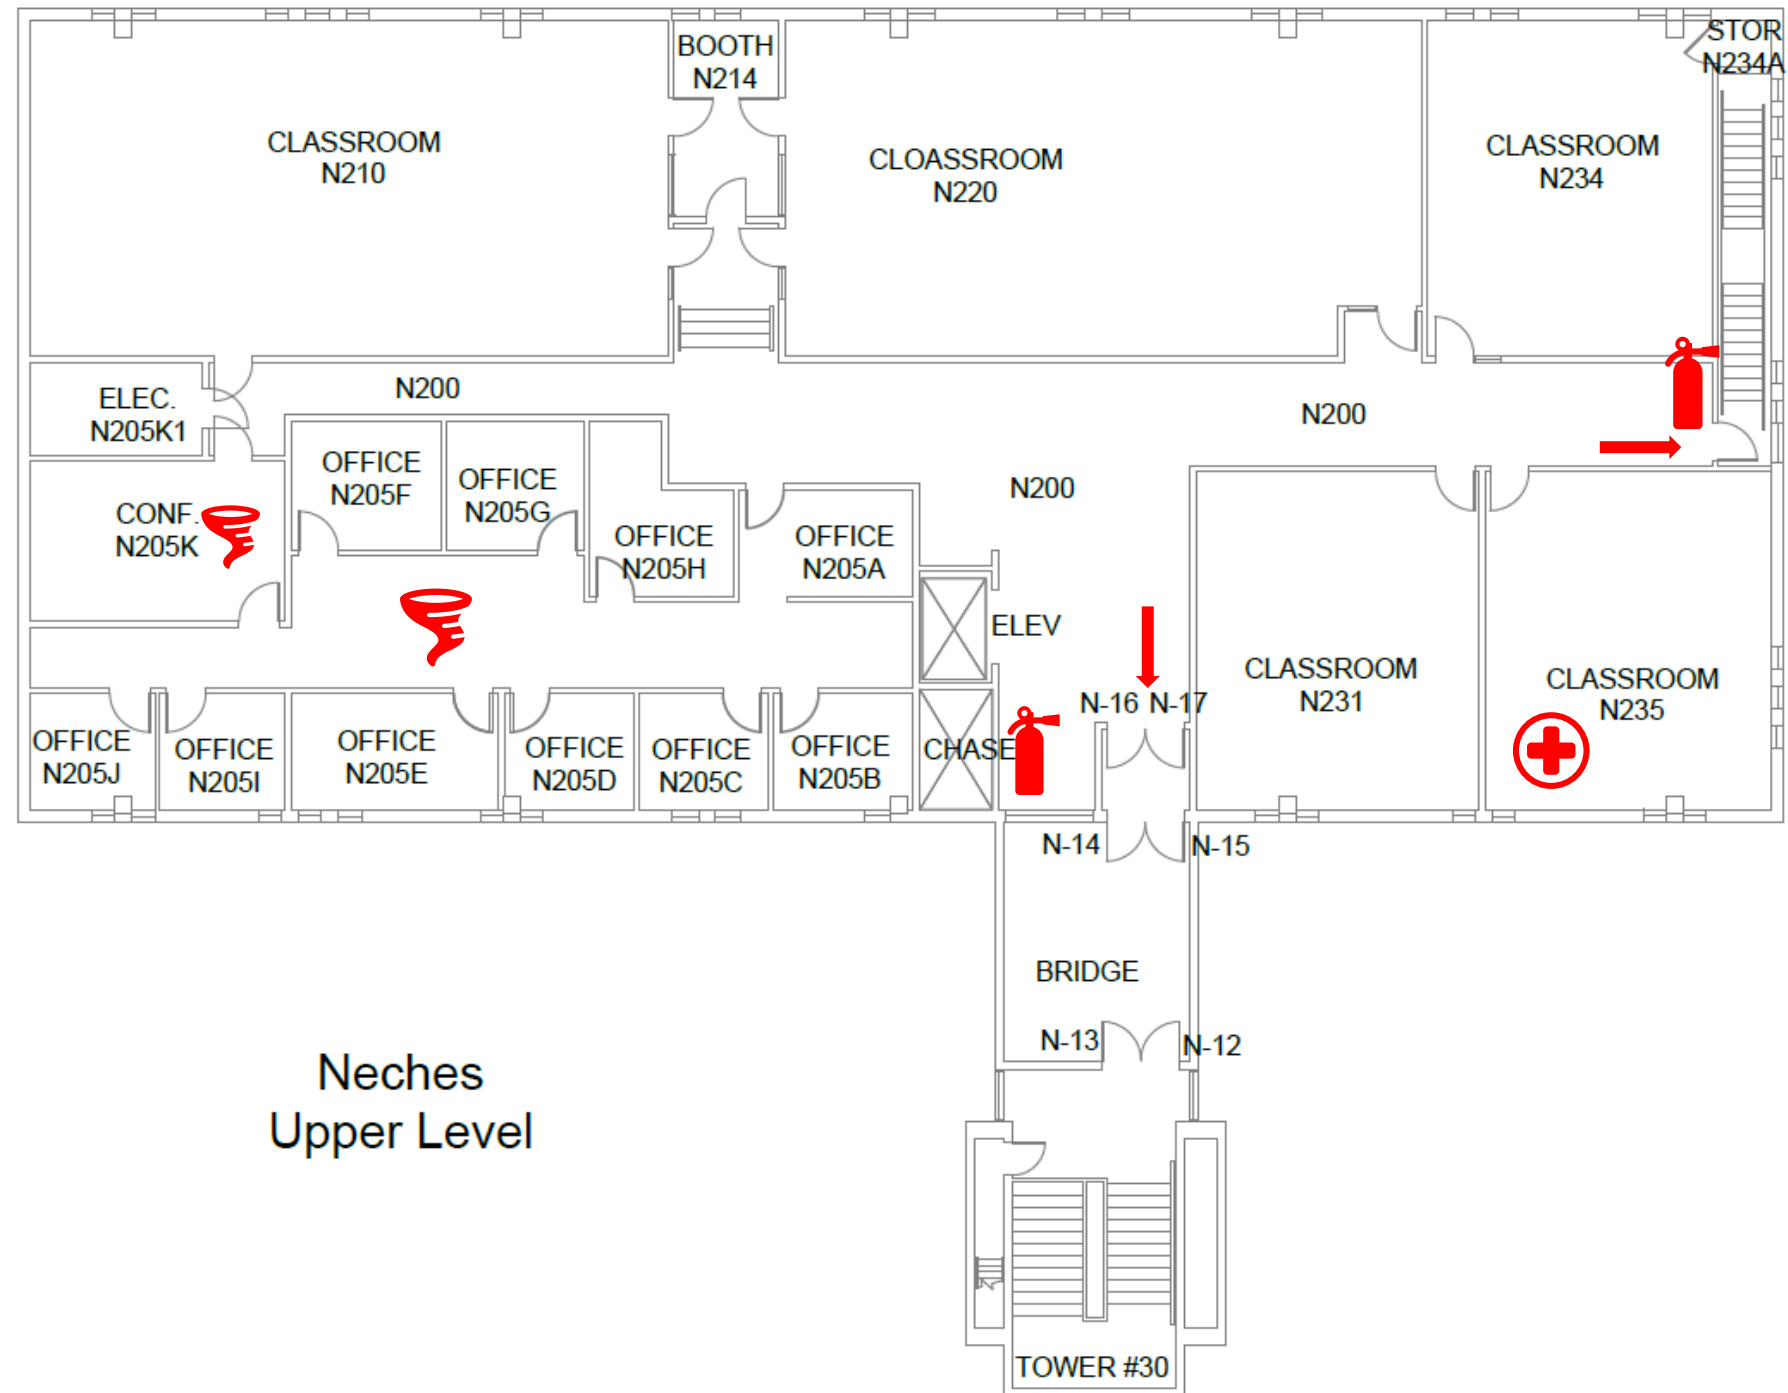 BOOTH
N214
STOR
N234A
CLASSROOM
N210
CLOASSROOM
N220
CLASSROOM
N234
ELEC.
N205K1
N200
N200
OFFICE
N205F
OFFICE
N205G
N200
CONF.
N205K
OFFICE
N205H
OFFICE
N205A
ELEV
CLASSROOM
N231
CLASSROOM
N235
N-16 N-17
OFFICE
N205J
OFFICE
N205I
OFFICE
N205E
OFFICE
N205D
OFFICE
N205C
OFFICE
N205B
CHASE
N-14
N-15
BRIDGE
N-13
N-12
Neches
Upper Level
TOWER #30